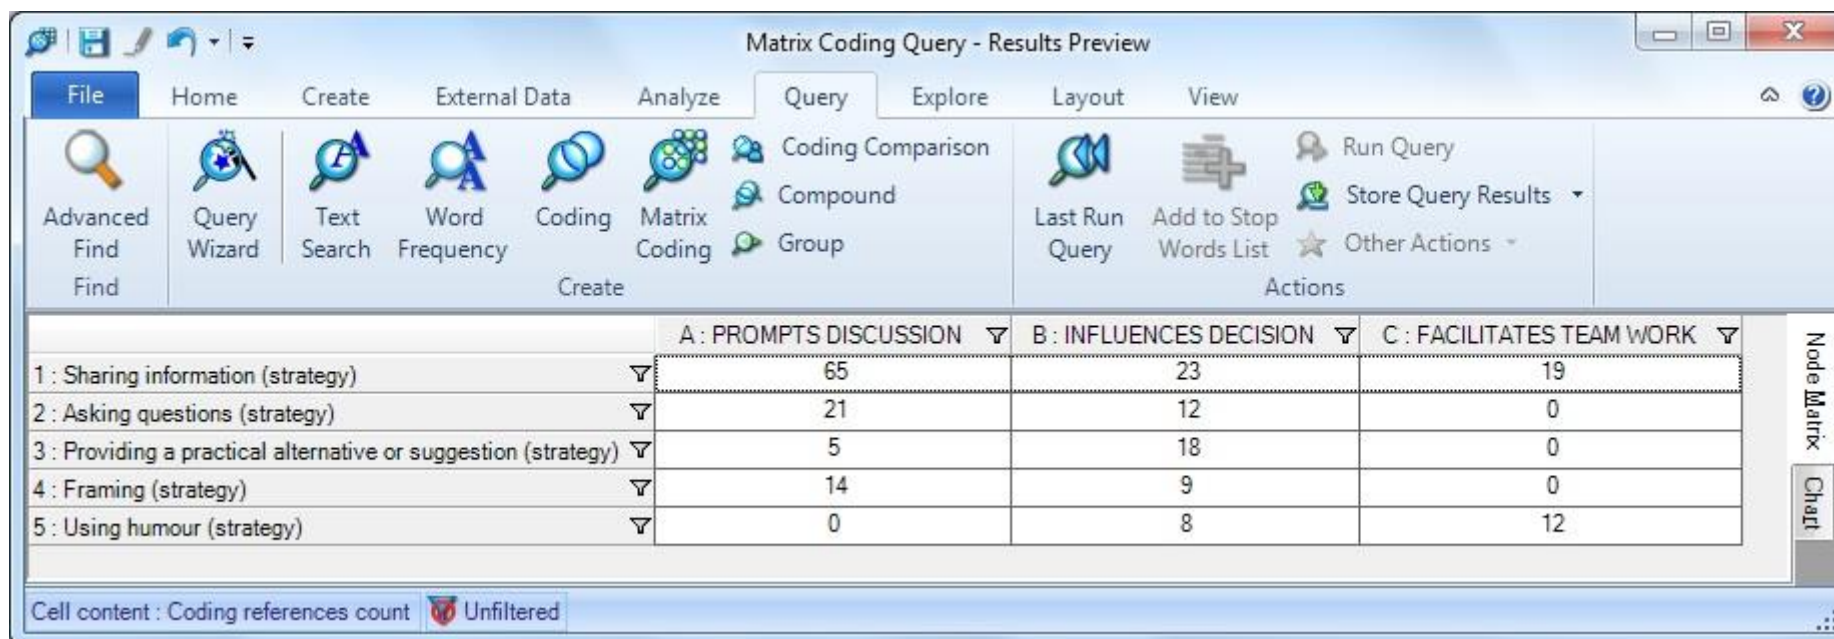 Matrix Coding Query - Results Preview
File Home Create External Data Analyze Query Explore Layout View
Advanced Find
Query Wizard
Text Search
Word Frequency
Coding
Matrix Coding
Coding Comparison
Compound
Group
Last Run Query
Add to Stop Words List
Run Query
Store Query Results
Other Actions
Find Create Actions
A : PROMPTS DISCUSSION B : INFLUENCES DECISION C : FACILITATES TEAM WORK
1 : Sharing information (strategy) 65 23 19
2 : Asking questions (strategy) 21 12 0
3 : Providing a practical alternative or suggestion (strategy) 5 18 0
4 : Framing (strategy) 14 9 0
5 : Using humour (strategy) 0 8 12
Node Matrix
Chart
Cell content : Coding references count Unfiltered